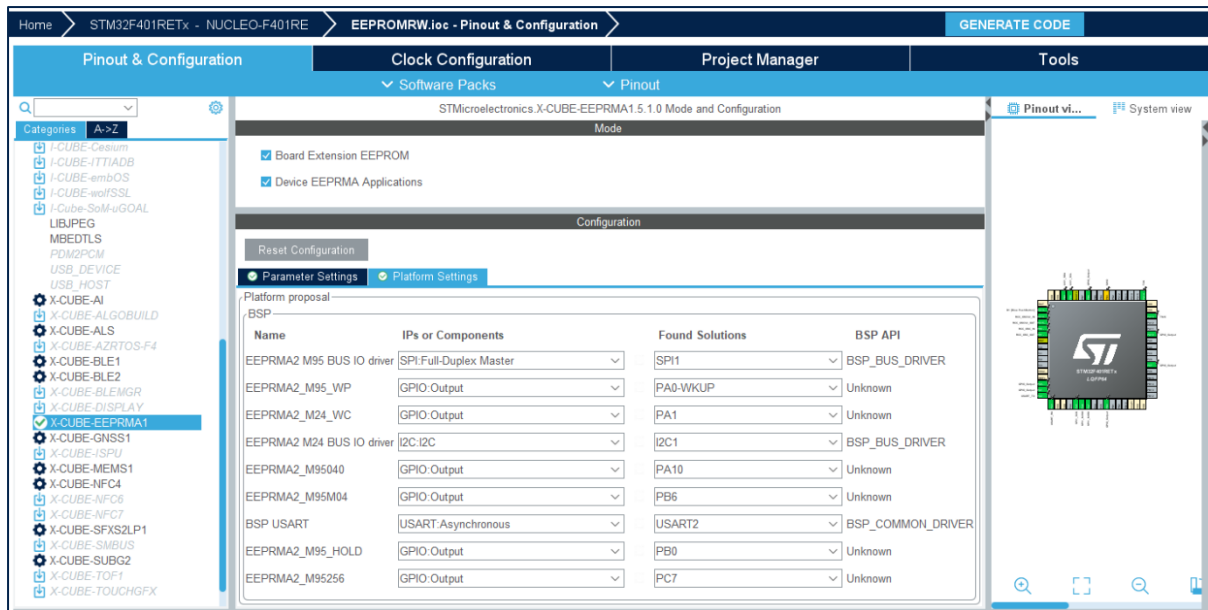 Home STM32F401RETx - NUCLEO-F401RE EEPROMRW.ioc - Pinout & Configuration GENERATE CODE
Pinout & Configuration Clock Configuration Project Manager Tools
Software Packs Pinout
STMicroelectronics.X-CUBE-EEPRMA1.5.1.0 Mode and Configuration
Mode
Board Extension EEPROM
Device EEPRMA Applications
Configuration
Reset Configuration
Parameter Settings Platform Settings
Platform proposal
BSP
Name IPs or Components Found Solutions BSP API
EEPRMA2 M95 BUS IO driver SPI:Full-Duplex Master SPI1 BSP_BUS_DRIVER
EEPRMA2_M95_WP GPIO:Output PA0-WKUP Unknown
EEPRMA2_M24_WC GPIO:Output PA1 Unknown
EEPRMA2 M24 BUS IO driver I2C:I2C I2C1 BSP_BUS_DRIVER
EEPRMA2_M95040 GPIO:Output PA10 Unknown
EEPRMA2_M95M04 GPIO:Output PB6 Unknown
BSP USART USART:Asynchronous USART2 BSP_COMMON_DRIVER
EEPRMA2_M95_HOLD GPIO:Output PB0 Unknown
EEPRMA2_M95256 GPIO:Output PC7 Unknown
Categories A->Z
I-CUBE-Cesium
I-CUBE-ITTIADB
I-CUBE-embOS
I-CUBE-wolfSSL
I-Cube-SoM-uGOAL
LIBJPEG
MBEDTLS
PDM2PCM
USB_DEVICE
USB_HOST
X-CUBE-AI
X-CUBE-ALGOBUILD
X-CUBE-ALS
X-CUBE-AZRTOS-F4
X-CUBE-BLE1
X-CUBE-BLE2
X-CUBE-BLEMGR
X-CUBE-DISPLAY
X-CUBE-EEPRMA1
X-CUBE-GNSS1
X-CUBE-ISPU
X-CUBE-MEMS1
X-CUBE-NFC4
X-CUBE-NFC6
X-CUBE-NFC7
X-CUBE-SFXS2LP1
X-CUBE-SMBUS
X-CUBE-SUBG2
X-CUBE-TOF1
X-CUBE-TOUCHGFX
Pinout vi... System view
STM32F401RETx
LQFP64